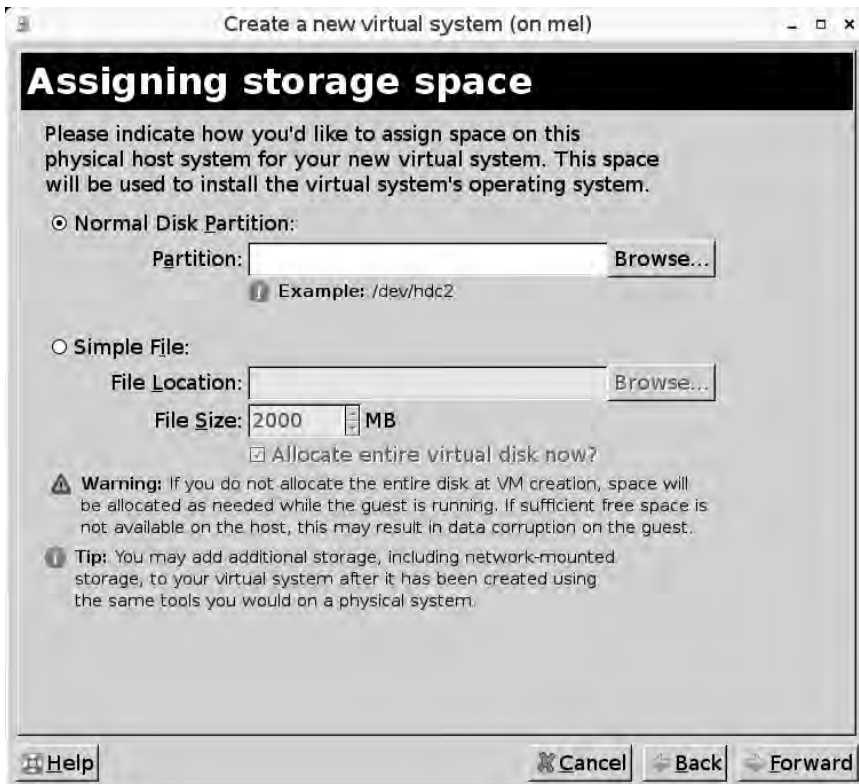 Create a new virtual system (on mel)
Assigning storage space
Please indicate how you'd like to assign space on this
physical host system for your new virtual system. This space
will be used to install the virtual system's operating system.
Normal Disk Partition:
Partition: Browse...
Example: /dev/hdc2
Simple File:
File Location: Browse...
File Size: 2000 MB
Allocate entire virtual disk now?
Warning: If you do not allocate the entire disk at VM creation, space will
be allocated as needed while the guest is running. If sufficient free space is
not available on the host, this may result in data corruption on the guest.
Tip: You may add additional storage, including network-mounted
storage, to your virtual system after it has been created using
the same tools you would on a physical system.
Help Cancel Back Forward